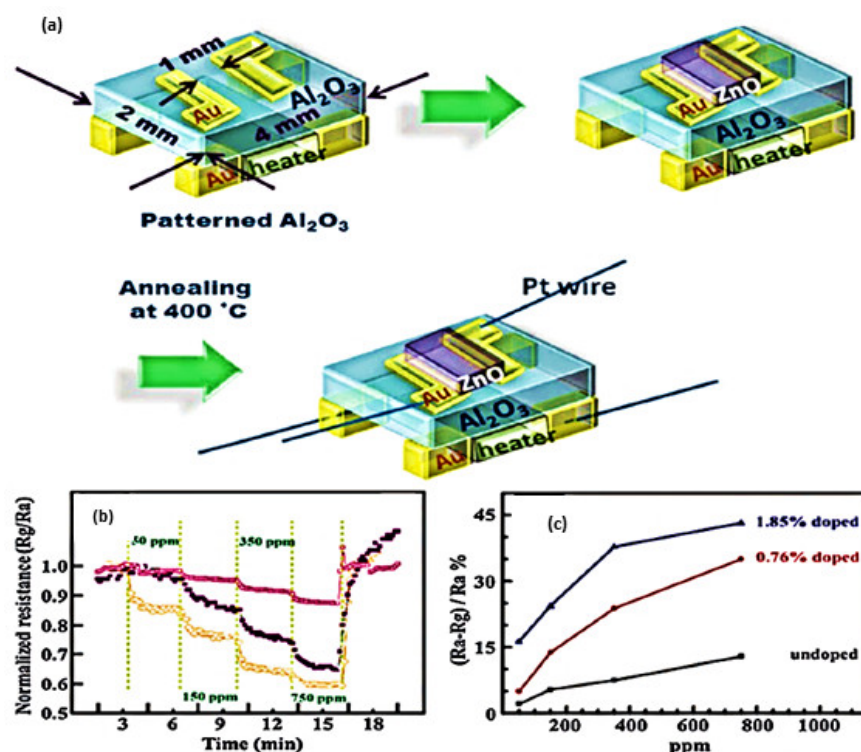 (a)
1 mm
Au
Al₂O₃
2 mm
4 mm
Au
heater
Patterned Al₂O₃
Au
ZnO
Al₂O₃
Au
heater
Annealing
at 400 °C
Pt wire
Au
ZnO
Al₂O₃
Au
heater
(b)
Normalized resistance (Rg/Ra)
1.0
0.9
0.8
0.7
0.6
0.5
50 ppm
350 ppm
150 ppm
750 ppm
3 6 9 12 15 18
Time (min)
(c)
((Ra-Rg) / Ra %
45
30
15
0
1.85% doped
0.76% doped
undoped
200 400 600 800 1000
ppm